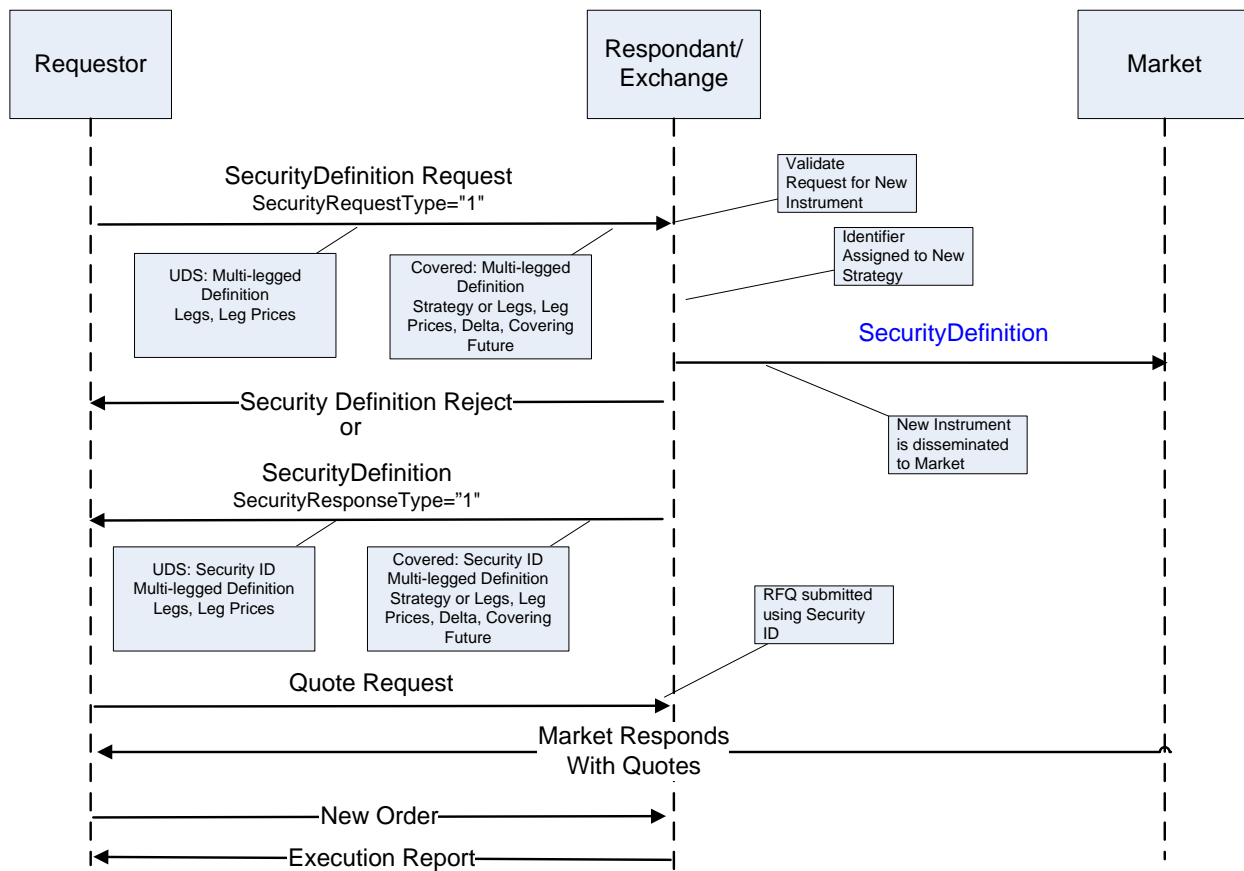 Requestor
Respondant/
Exchange
Market
SecurityDefinition Request
SecurityRequestType="1"
Validate
Request for New
Instrument
UDS: Multi-legged
Definition
Legs, Leg Prices
Covered: Multi-legged
Definition
Strategy or Legs, Leg
Prices, Delta, Covering
Future
Identifier
Assigned to New
Strategy
SecurityDefinition
Security Definition Reject
or
New Instrument
is disseminated
to Market
SecurityDefinition
SecurityResponseType=”1"
UDS: Security ID
Multi-legged Definition
Legs, Leg Prices
Covered: Security ID
Multi-legged Definition
Strategy or Legs, Leg
Prices, Delta, Covering
Future
RFQ submitted
using Security
ID
Quote Request
Market Responds
With Quotes
New Order
Execution Report